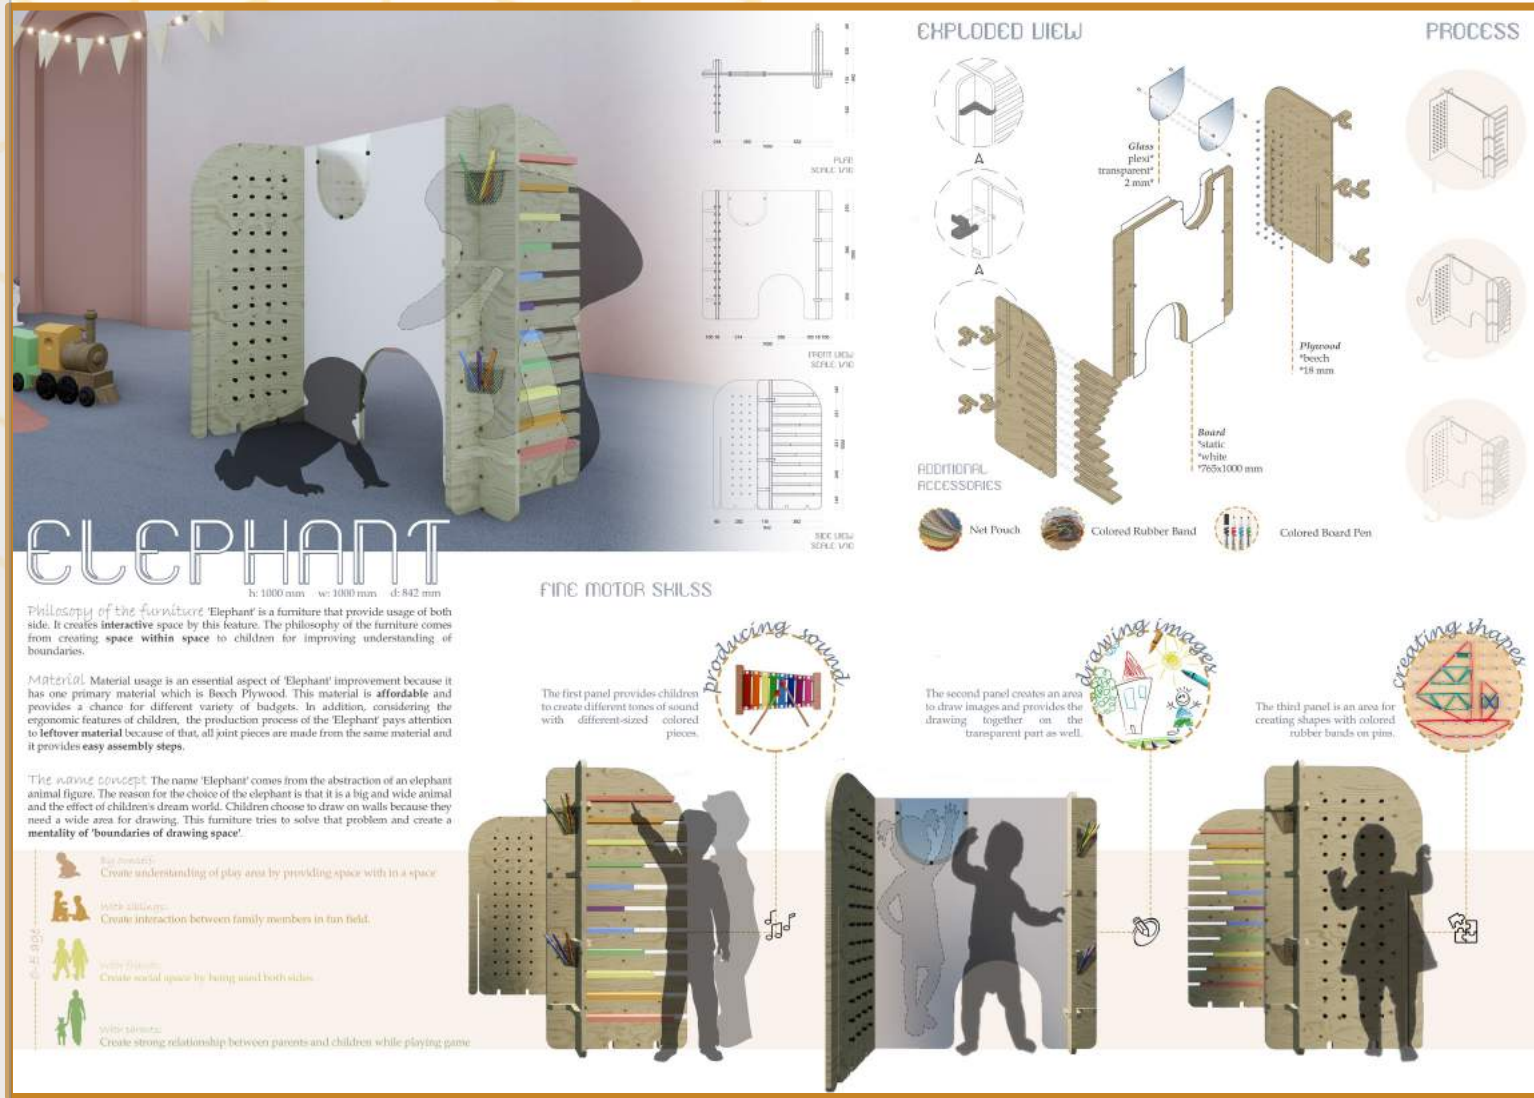 EXPLODED VIEW
PROCESS
A
A
Glass
plexi*
transparent*
2 mm*
Plywood
*beech
*18 mm
Board
*static
*white
*765x1000 mm
PLAN
SCALE 1/10
FRONT VIEW
SCALE 1/10
SIDE VIEW
SCALE 1/10
ADDITIONAL
ACCESSORIES
Net Pouch
Colored Rubber Band
Colored Board Pen
ELEPHANT
h: 1000 mm w: 1000 mm d: 842 mm
Philosopy of the furniture 'Elephant' is a furniture that provide usage of both
side. It creates interactive space by this feature. The philosophy of the furniture comes
from creating space within space to children for improving understanding of
boundaries.
Material Material usage is an essential aspect of 'Elephant' improvement because it
has one primary material which is Beech Plywood. This material is affordable and
provides a chance for different variety of budgets. In addition, considering the
ergonomic features of children, the production process of the 'Elephant' pays attention
to leftover material because of that, all joint pieces are made from the same material and
it provides easy assembly steps.
The name concept The name 'Elephant' comes from the abstraction of an elephant
animal figure. The reason for the choice of the elephant is that it is a big and wide animal
and the effect of children's dream world. Children choose to draw on walls because they
need a wide area for drawing. This furniture tries to solve that problem and create a
mentality of 'boundaries of drawing space'.
Create understanding of play area by providing space with in a space
With siblings:
Create interaction between family members in fun field.
With friends:
Create social space by being used both sides
With parents:
Create strong relationship between parents and children while playing game
FINE MOTOR SKILSS
producing sound
The first panel provides children
to create different tones of sound
with different-sized colored
pieces.
drawing images
The second panel creates an area
to draw images and provides the
drawing together on the
transparent part as well.
creating shapes
The third panel is an area for
creating shapes with colored
rubber bands on pins.